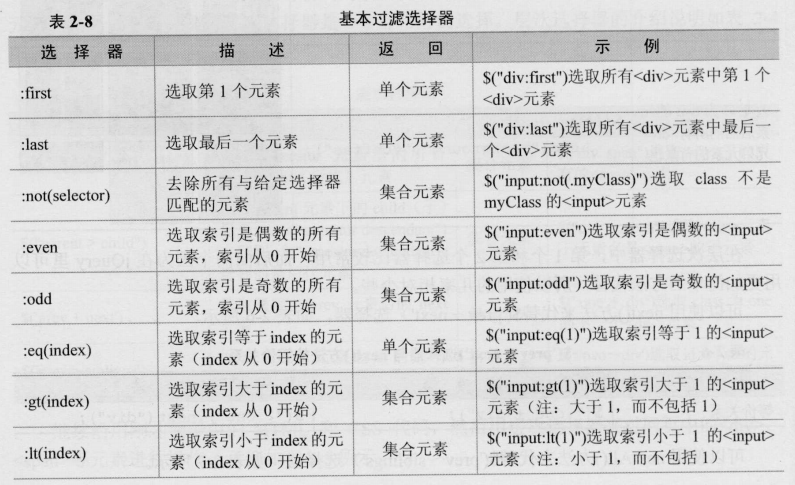 表 2-8 基本过滤选择器
选 择 器 描 述 返 回 示 例
:first 选取第 1 个元素 单个元素 $("div:first")选取所有<div>元素中第 1 个
<div>元素
:last 选取最后一个元素 单个元素 $("div:last")选取所有<div>元素中最后一
个<div>元素
:not(selector) 去除所有与给定选择器 集合元素 $("input:not(.myClass)")选取 class 不是
匹配的元素 myClass 的<input>元素
:even 选取索引是偶数的所有 集合元素 $("input:even")选取索引是偶数的<input>
元素，索引从 0 开始 元素
:odd 选取索引是奇数的所有 集合元素 $("input:odd")选取索引是奇数的<input>
元素，索引从 0 开始 元素
:eq(index) 选取索引等于 index 的元 单个元素 $("input:eq(1)")选取索引等于 1 的<input>
素（index 从 0 开始） 元素
:gt(index) 选取索引大于 index 的元 集合元素 $("input:gt(1)")选取索引大于 1 的<input>
素（index 从 0 开始） 元素（注：大于 1，而不包括 1）
:lt(index) 选取索引小于 index 的元 集合元素 $("input:lt(1)")选取索引小于 1 的<input>
素（index 从 0 开始） 元素（注：小于 1，而不包括 1）